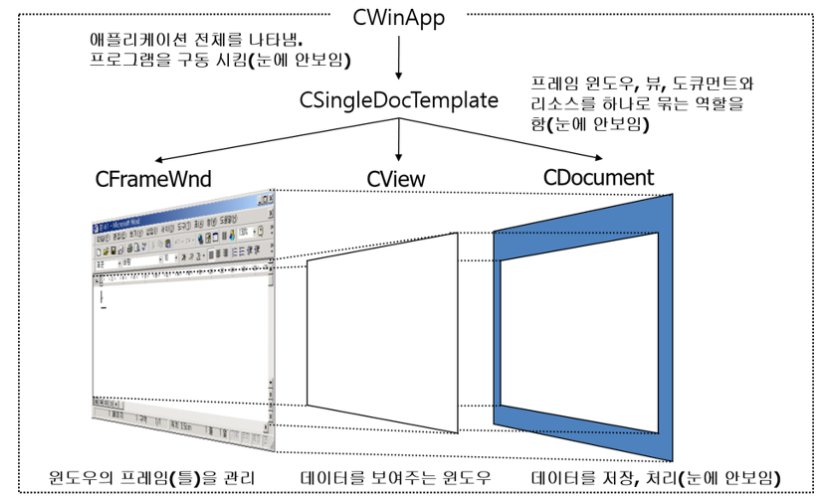 CWinApp
애플리케이션 전체를 나타냄.
프로그램을 구동 시킴(눈에 안보임)
CSingleDocTemplate
프레임 윈도우, 뷰, 도큐먼트와
리소스를 하나로 묶는 역할을
함(눈에 안보임)
CFrameWnd
CView
CDocument
윈도우의 프레임(틀)을 관리
데이터를 보여주는 윈도우
데이터를 저장, 처리(눈에 안보임)